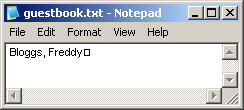 guestbook.txt - Notepad
File Edit Format View Help
Bloggs, Freddy▯